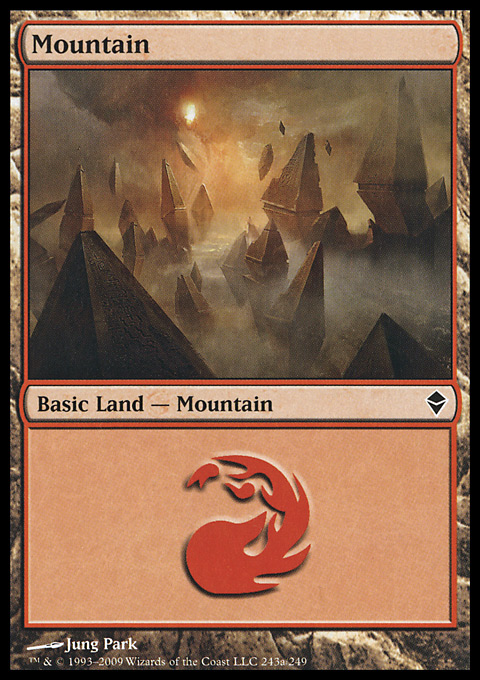 Mountain
Basic Land — Mountain
Jung Park
™ & © 1993–2009 Wizards of the Coast LLC 243a/249